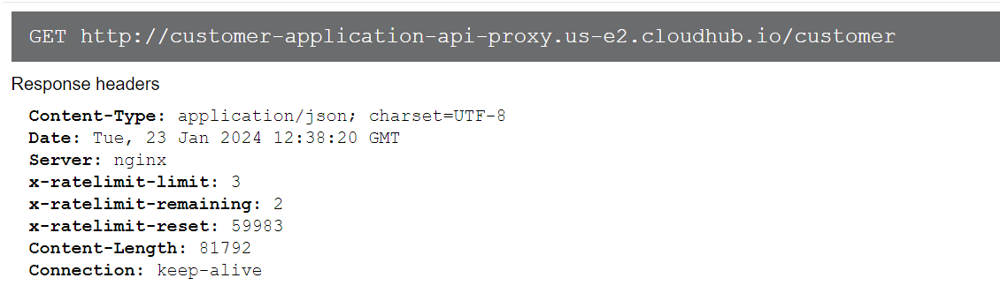 GET http://customer-application-api-proxy.us-e2.cloudhub.io/customer
Response headers
Content-Type: application/json; charset=UTF-8
Date: Tue, 23 Jan 2024 12:38:20 GMT
Server: nginx
x-ratelimit-limit: 3
x-ratelimit-remaining: 2
x-ratelimit-reset: 59983
Content-Length: 81792
Connection: keep-alive